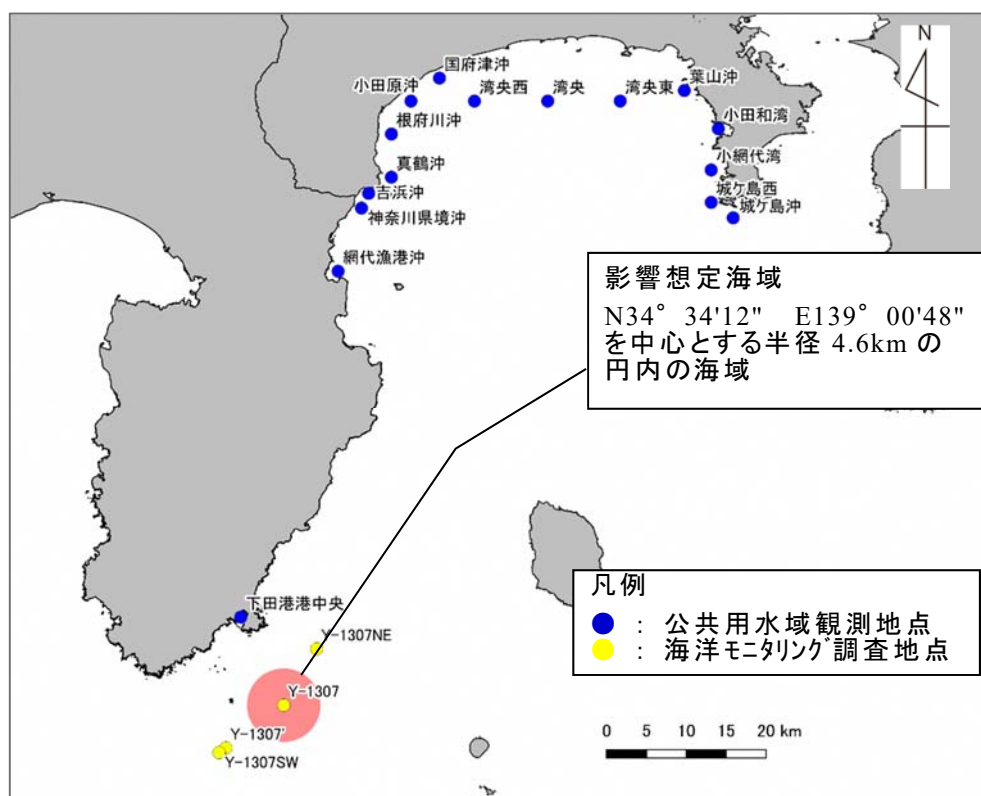 N
国府津沖
小田原沖
湾央西
湾央
湾央東
葉山沖
根府川沖
小田和湾
真鶴沖
小網代湾
吉浜沖
城ケ島西
神奈川県境沖
城ケ島沖
網代漁港沖
影響想定海域
N34° 34'12" E139° 00'48"
を中心とする半径 4.6km の
円内の海域
凡例
● : 公共用水域観測地点
● : 海洋モニタリング調査地点
下田港港中央
Y-1307NE
Y-1307
Y-1307'
Y-1307SW
0 5 10 15 20 km